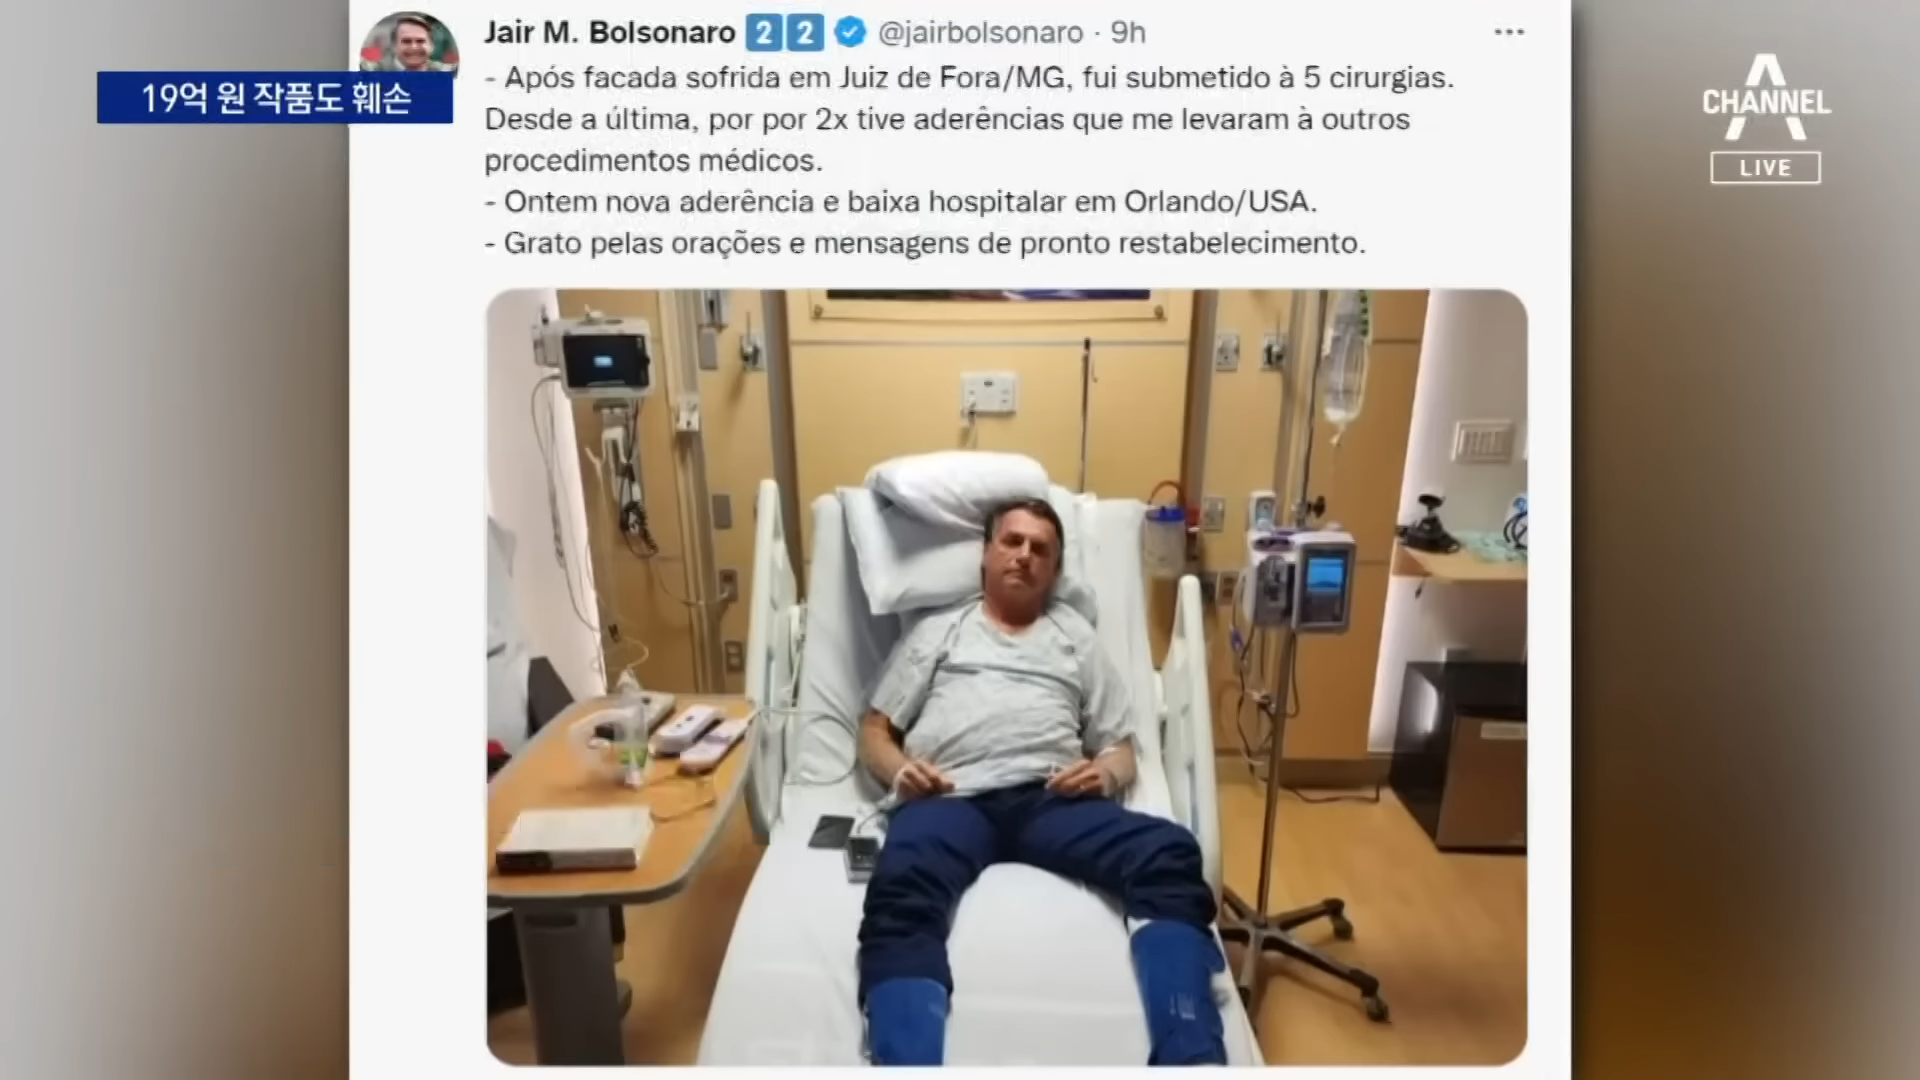 Jair M. Bolsonaro 2 2 @jairbolsonaro · 9h
- Após facada sofrida em Juiz de Fora/MG, fui submetido à 5 cirurgias.
Desde a última, por por 2x tive aderências que me levaram à outros
procedimentos médicos.
- Ontem nova aderência e baixa hospitalar em Orlando/USA.
- Grato pelas orações e mensagens de pronto restabelecimento.
19억 원 작품도 훼손
CHANNEL A
LIVE